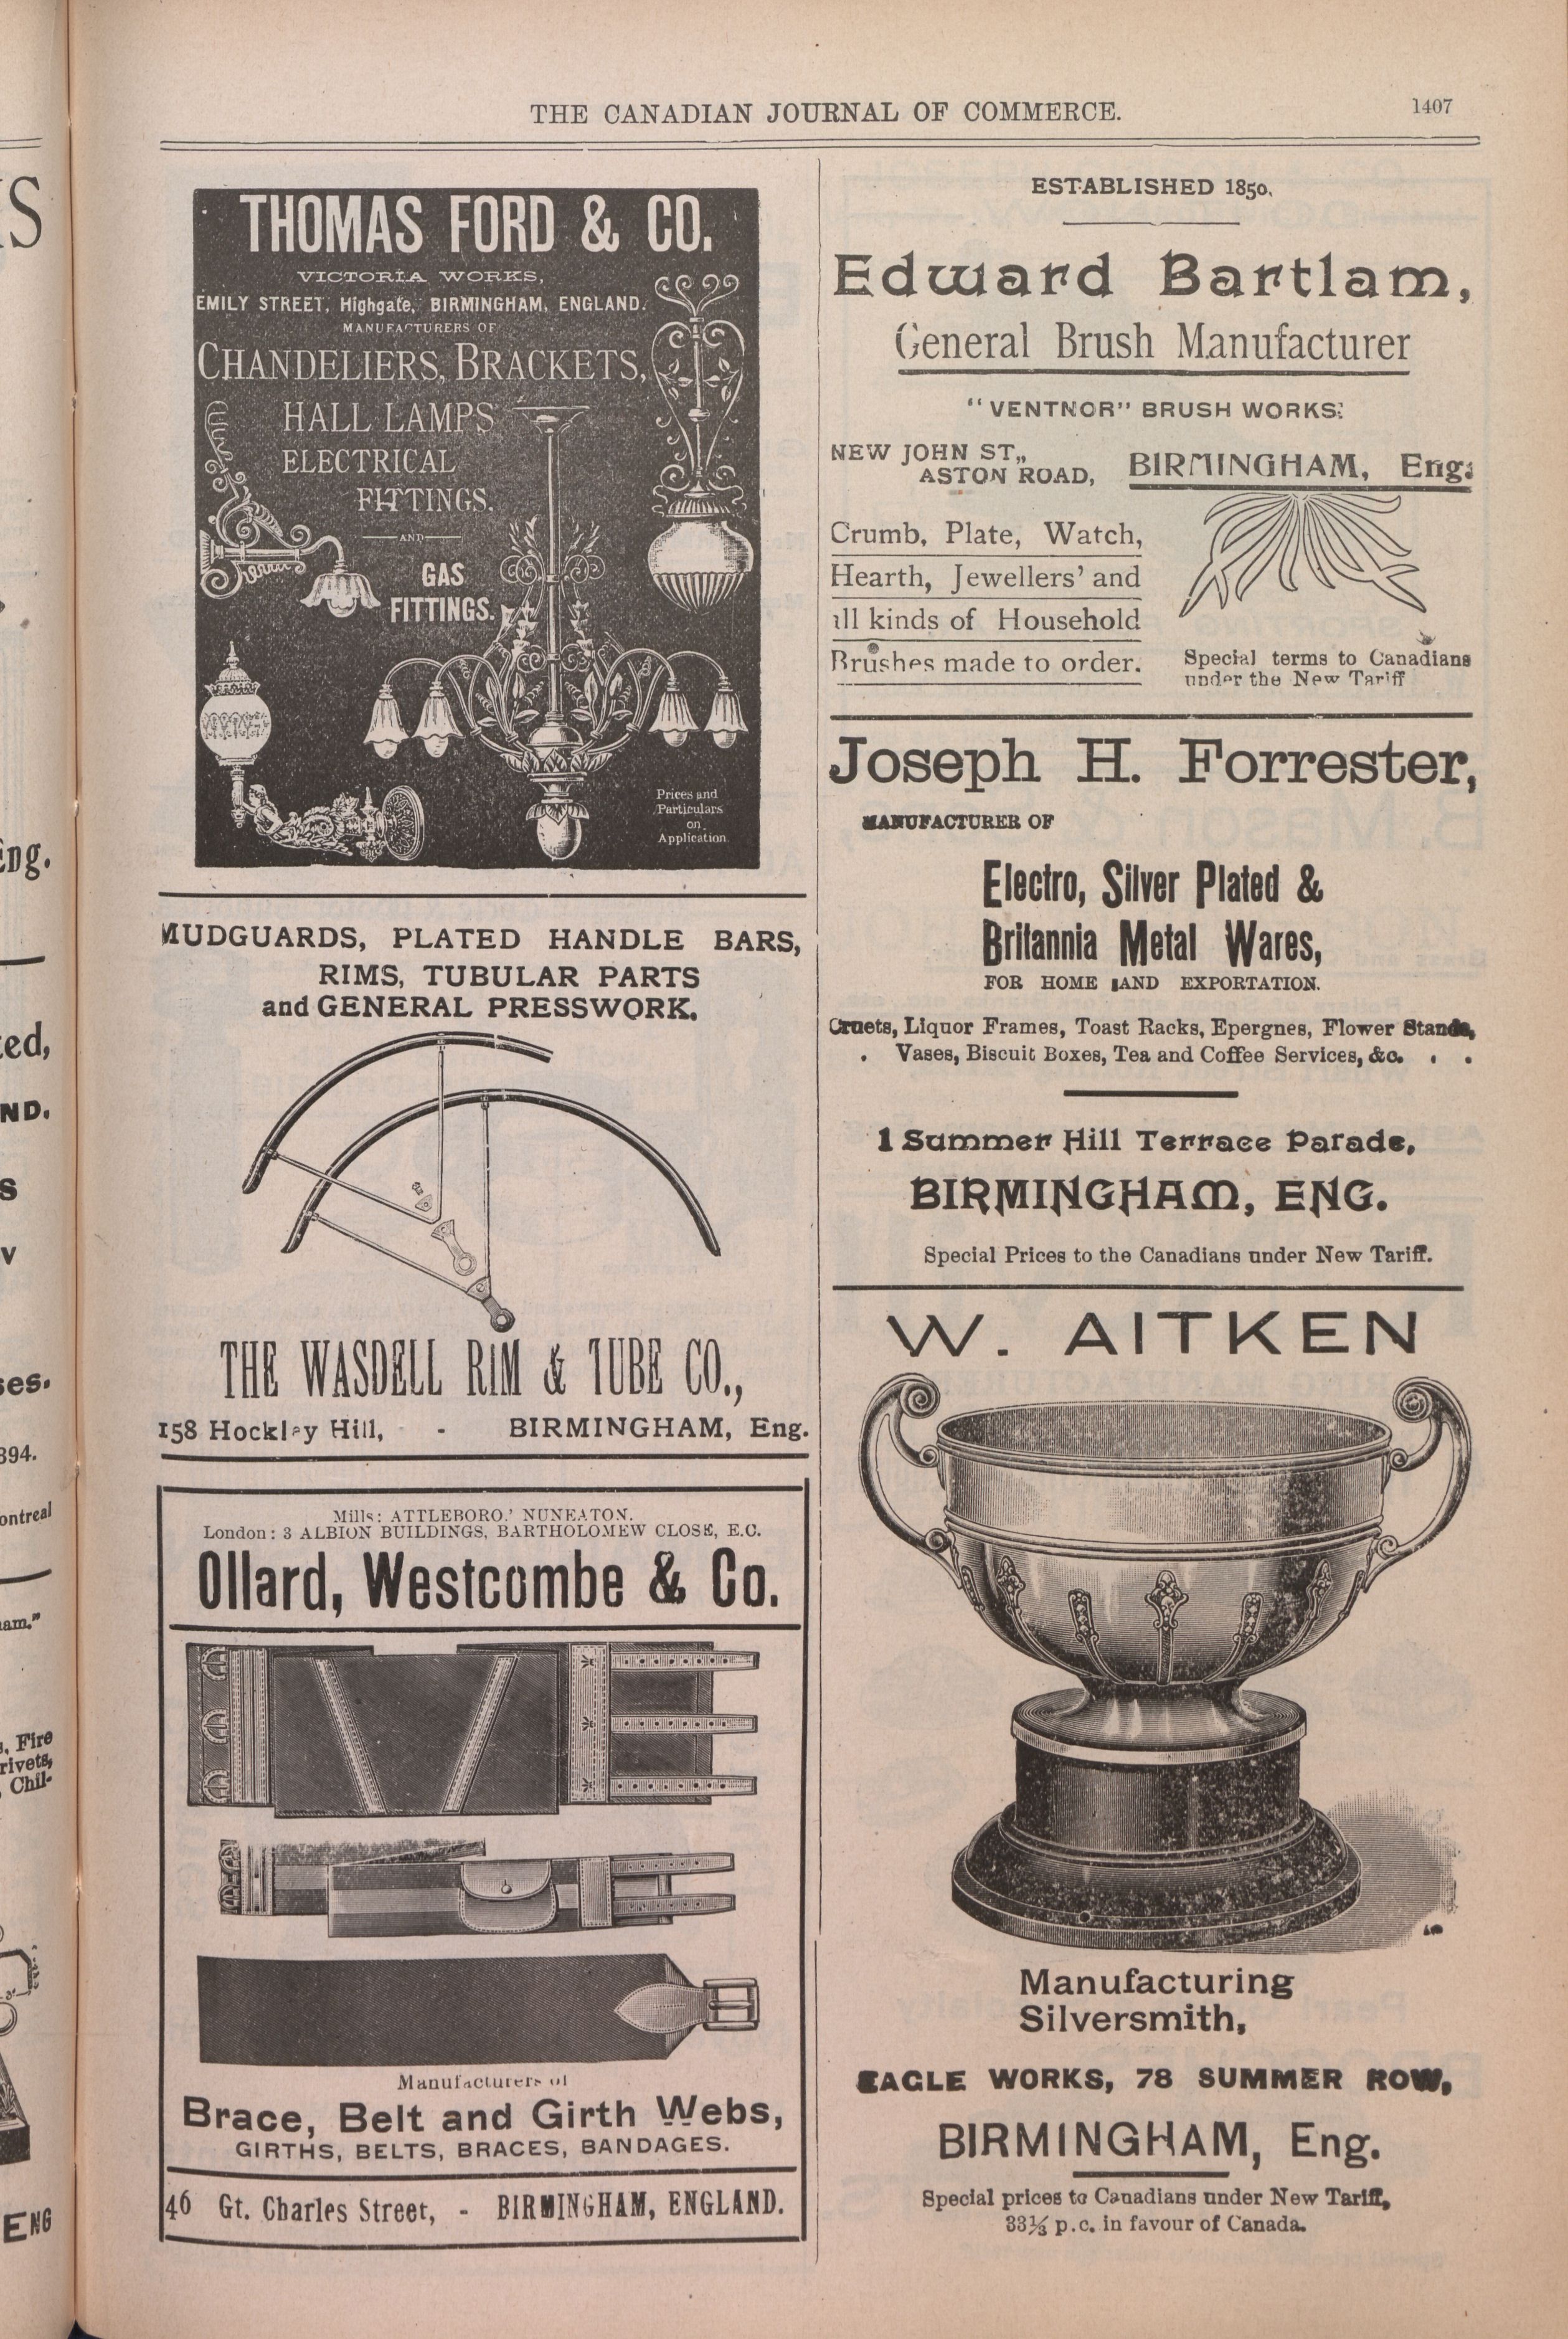 THE CANADIAN JOURNAL OF COMMERCE.
1407
THOMAS FORD & CO.
VICTORIA WORKS,
EMILY STREET, Highgate, BIRMINGHAM, ENGLAND.
MANUFACTURERS OF
CHANDELIERS, BRACKETS,
HALL LAMPS
ELECTRICAL
FITTINGS.
AND
GAS
FITTINGS.
Prices and
Particulars
on
Application
MUDGUARDS, PLATED HANDLE BARS,
RIMS, TUBULAR PARTS
and GENERAL PRESSWORK.
THE WASDELL RIM & TUBE CO.,
158 Hockley Hill, - BIRMINGHAM, Eng.
Mills: ATTLEBORO,' NUNEATON.
London: 3 ALBION BUILDINGS, BARTHOLOMEW CLOSE, E.C.
Ollard, Westcombe & Co.
Manufacturers of
Brace, Belt and Girth Webs,
GIRTHS, BELTS, BRACES, BANDAGES.
46 Gt. Charles Street, - BIRMINGHAM, ENGLAND.
ESTABLISHED 1850.
Edward Bartlam,
General Brush Manufacturer
"VENTNOR" BRUSH WORKS:
NEW JOHN ST.,
ASTON ROAD,
BIRMINGHAM, Eng:
Crumb, Plate, Watch,
Hearth, Jewellers' and
all kinds of Household
Brushes made to order.
Special terms to Canadians
under the New Tariff
Joseph H. Forrester,
MANUFACTURER OF
Electro, Silver Plated &
Britannia Metal Wares,
FOR HOME AND EXPORTATION.
Cruets, Liquor Frames, Toast Racks, Epergnes, Flower Stands,
. Vases, Biscuit Boxes, Tea and Coffee Services, &c. . .
1 Summer Hill Terrace Parade,
BIRMINGHAM, ENG.
Special Prices to the Canadians under New Tariff.
W. AITKEN
Manufacturing
Silversmith,
EAGLE WORKS, 78 SUMMER ROW,
BIRMINGHAM, Eng.
Special prices to Canadians under New Tariff,
33⅓ p.c. in favour of Canada.